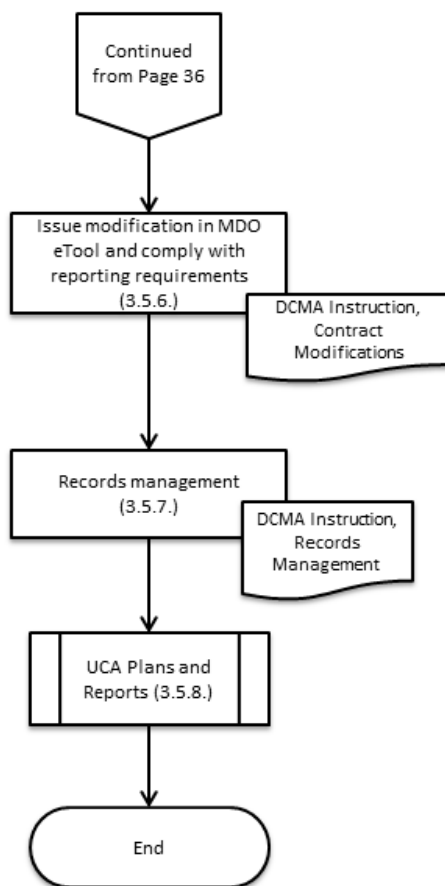 Continued
from Page 36
Issue modification in MDO
eTool and comply with
reporting requirements
(3.5.6.)
DCMA Instruction,
Contract
Modifications
Records management
(3.5.7.)
DCMA Instruction,
Records
Management
UCA Plans and
Reports (3.5.8.)
End